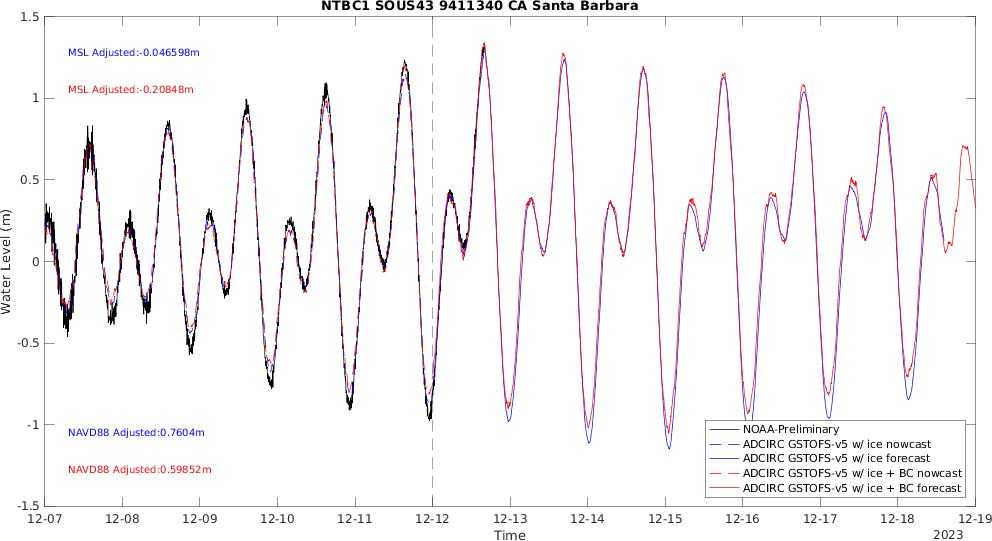 NTBC1 SOUS43 9411340 CA Santa Barbara
1.5
1
0.5
0
-0.5
-1
-1.5
Water Level (m)
MSL Adjusted:-0.046598m
MSL Adjusted:-0.20848m
NAVD88 Adjusted:0.7604m
NAVD88 Adjusted:0.59852m
NOAA-Preliminary
ADCIRC GSTOFS-v5 w/ ice nowcast
ADCIRC GSTOFS-v5 w/ ice forecast
ADCIRC GSTOFS-v5 w/ ice + BC nowcast
ADCIRC GSTOFS-v5 w/ ice + BC forecast
12-07 12-08 12-09 12-10 12-11 12-12 12-13 12-14 12-15 12-16 12-17 12-18 12-19
Time
2023